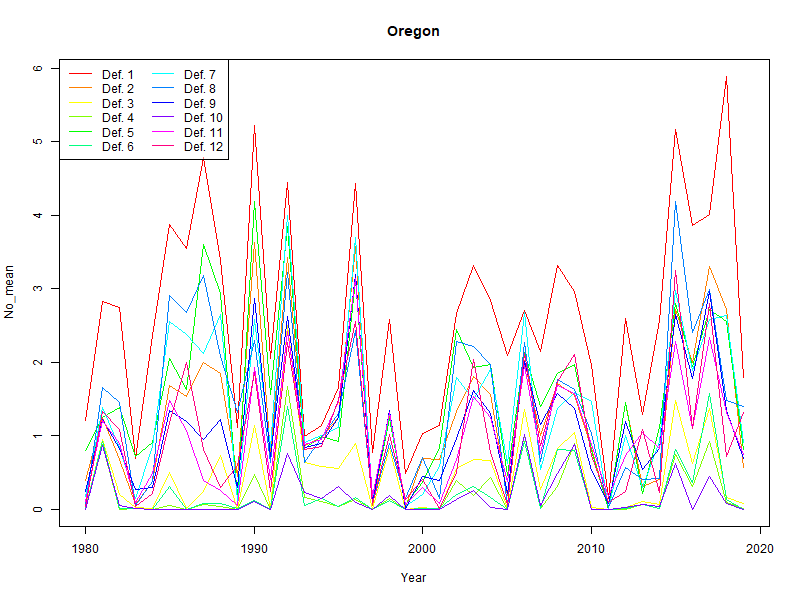 Oregon
Def. 1 Def. 7
Def. 2 Def. 8
Def. 3 Def. 9
Def. 4 Def. 10
Def. 5 Def. 11
Def. 6 Def. 12
6
5
4
3
2
1
0
No_mean
1980 1990 2000 2010 2020
Year